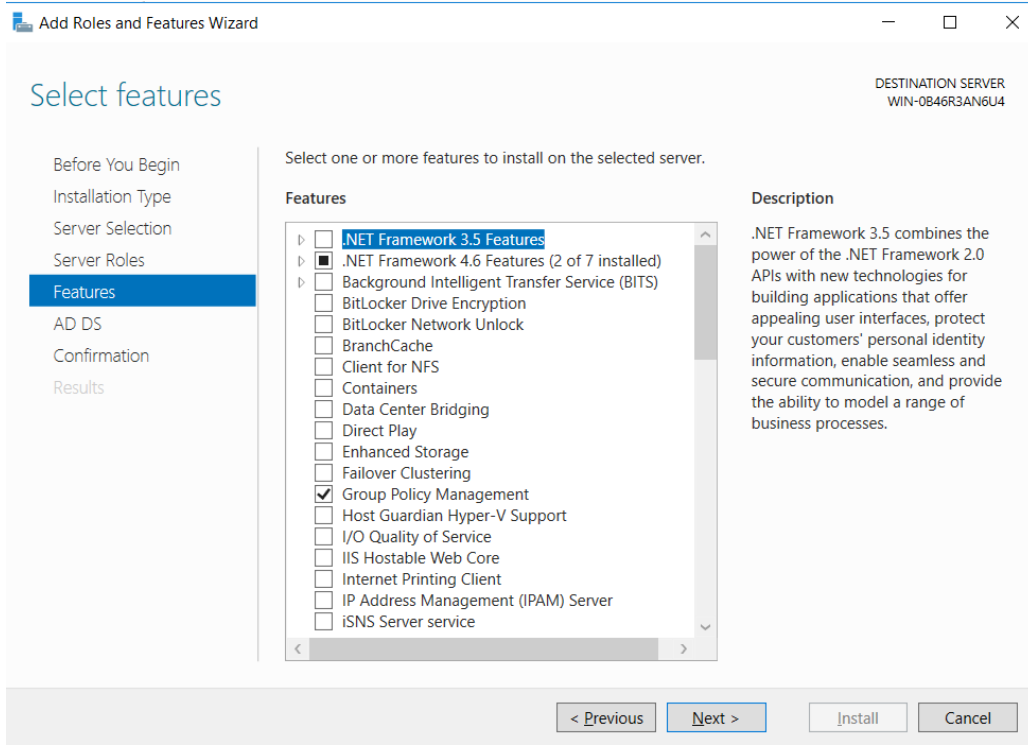 Add Roles and Features Wizard
Select features
DESTINATION SERVER
WIN-0B46R3AN6U4
Before You Begin
Installation Type
Server Selection
Server Roles
Features
AD DS
Confirmation
Results
Select one or more features to install on the selected server.
Features
.NET Framework 3.5 Features
.NET Framework 4.6 Features (2 of 7 installed)
Background Intelligent Transfer Service (BITS)
BitLocker Drive Encryption
BitLocker Network Unlock
BranchCache
Client for NFS
Containers
Data Center Bridging
Direct Play
Enhanced Storage
Failover Clustering
Group Policy Management
Host Guardian Hyper-V Support
I/O Quality of Service
IIS Hostable Web Core
Internet Printing Client
IP Address Management (IPAM) Server
iSNS Server service
Description
.NET Framework 3.5 combines the
power of the .NET Framework 2.0
APIs with new technologies for
building applications that offer
appealing user interfaces, protect
your customers' personal identity
information, enable seamless and
secure communication, and provide
the ability to model a range of
business processes.
< Previous
Next >
Install
Cancel